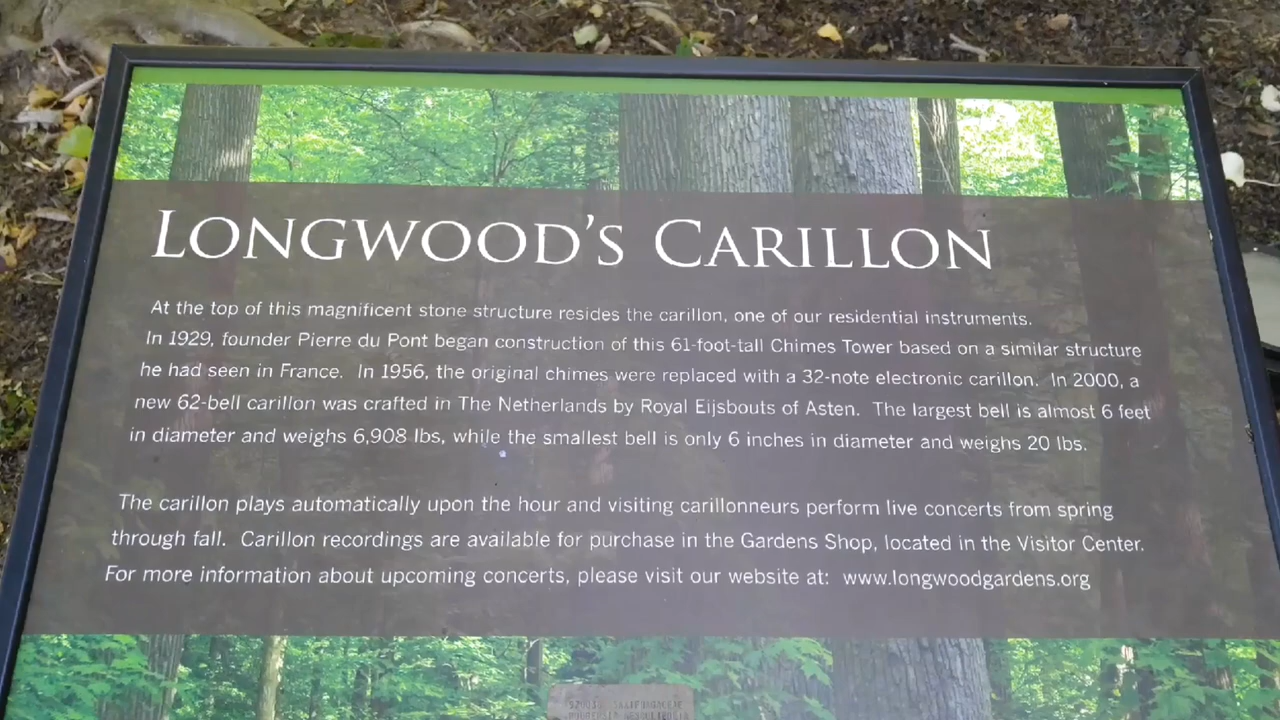 LONGWOOD'S CARILLON
At the top of this magnificent stone structure resides the carillon, one of our residential instruments.
In 1929, founder Pierre du Pont began construction of this 61-foot-tall Chimes Tower based on a similar structure
he had seen in France. In 1956, the original chimes were replaced with a 32-note electronic carillon. In 2000, a
new 62-bell carillon was crafted in The Netherlands by Royal Eijsbouts of Asten. The largest bell is almost 6 feet
in diameter and weighs 6,908 lbs, while the smallest bell is only 6 inches in diameter and weighs 20 lbs.
The carillon plays automatically upon the hour and visiting carillonneurs perform live concerts from spring
through fall. Carillon recordings are available for purchase in the Gardens Shop, located in the Visitor Center.
For more information about upcoming concerts, please visit our website at: www.longwoodgardens.org